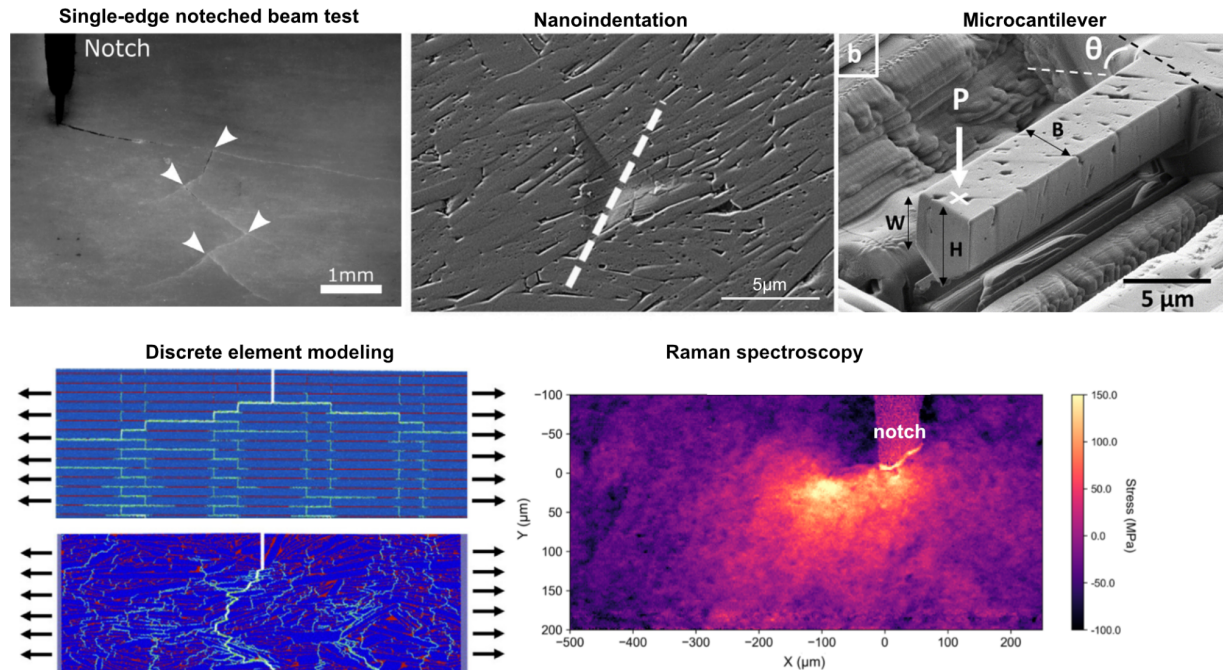 Single-edge noteched beam test
Nanoindentation
Microcantilever
Notch
1mm
5μm
b
θ
P
B
W
H
5 μm
Discrete element modeling
Raman spectroscopy
notch
−100
−50
0
50
100
150
200
Y (μm)
−500
−400
−300
−200
−100
0
100
200
X (μm)
150.0
100.0
50.0
0.0
-50.0
-100.0
Stress (MPa)